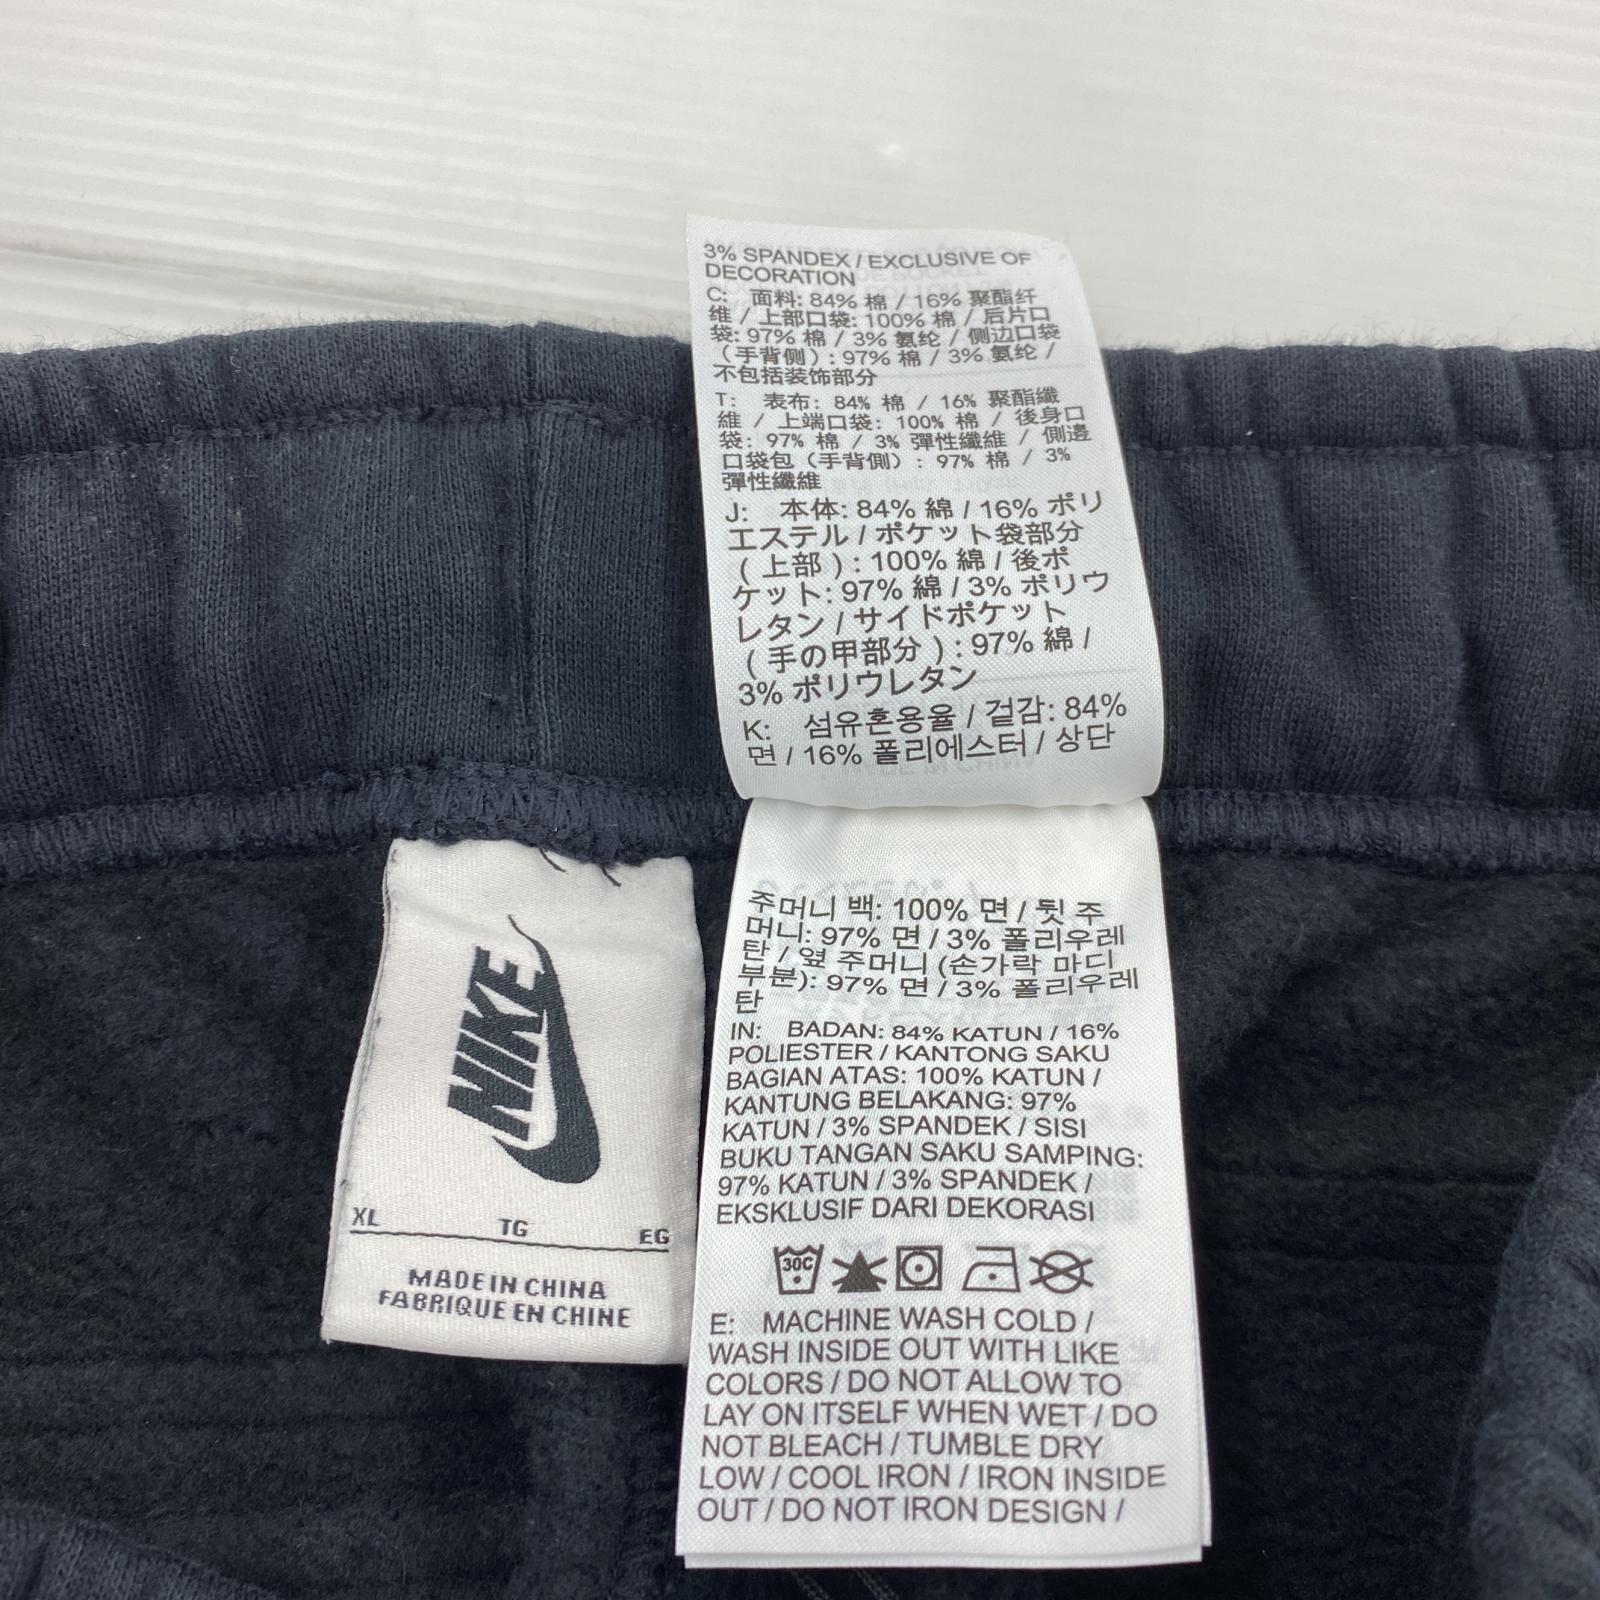 3% SPANDEX / EXCLUSIVE OF
DECORATION
C: 面料: 84% 棉 / 16% 聚酯纤
维 / 上部口袋: 100% 棉 / 后片口
袋: 97% 棉 / 3% 氨纶 / 侧边口袋
(手背侧): 97% 棉 / 3% 氨纶 /
不包括装饰部分
T: 表布: 84% 棉 / 16% 聚酯纖
維 / 上端口袋: 100% 棉 / 後身口
袋: 97% 棉 / 3% 彈性纖維 / 側邊
口袋包 (手背側) : 97% 棉 / 3%
彈性纖維
J: 本体: 84% 綿 / 16% ポリ
エステル / ポケット袋部分
( 上部 ) : 100% 綿 / 後ポ
ケット: 97% 綿 / 3% ポリウ
レタン / サイドポケット
( 手の甲部分 ) : 97% 綿 /
3% ポリウレタン
K: 섬유혼용율 / 겉감: 84%
면 / 16% 폴리에스터 / 상단
주머니 백: 100% 면 / 뒷 주
머니: 97% 면 / 3% 폴리우레
탄 / 옆 주머니 (손가락 마디
부분): 97% 면 / 3% 폴리우레
탄
IN: BADAN: 84% KATUN / 16%
POLIESTER / KANTONG SAKU
BAGIAN ATAS: 100% KATUN /
KANTUNG BELAKANG: 97%
KATUN / 3% SPANDEK / SISI
BUKU TANGAN SAKU SAMPING:
97% KATUN / 3% SPANDEK /
EKSKLUSIF DARI DEKORASI
30C
E: MACHINE WASH COLD /
WASH INSIDE OUT WITH LIKE
COLORS / DO NOT ALLOW TO
LAY ON ITSELF WHEN WET / DO
NOT BLEACH / TUMBLE DRY
LOW / COOL IRON / IRON INSIDE
OUT / DO NOT IRON DESIGN /
NIKE
XL TG EG
MADE IN CHINA
FABRIQUE EN CHINE